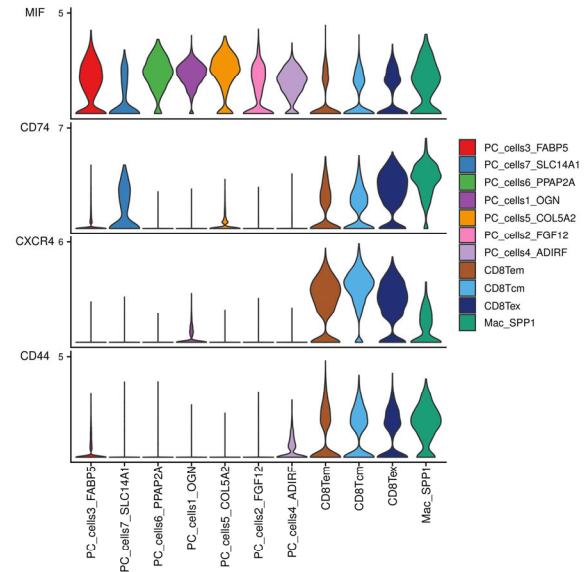 MIF 5
CD74 7
CXCR4 6
CD44 5
PC_cells3_FABP5
PC_cells7_SLC14A1
PC_cells6_PPAP2A
PC_cells1_OGN
PC_cells5_COL5A2
PC_cells2_FGF12
PC_cells4_ADIRF
CD8Tem
CD8Tcm
CD8Tex
Mac_SPP1
PC_cells3_FABP5
PC_cells7_SLC14A1
PC_cells6_PPAP2A
PC_cells1_OGN
PC_cells5_COL5A2
PC_cells2_FGF12
PC_cells4_ADIRF
CD8Tem
CD8Tcm
CD8Tex
Mac_SPP1